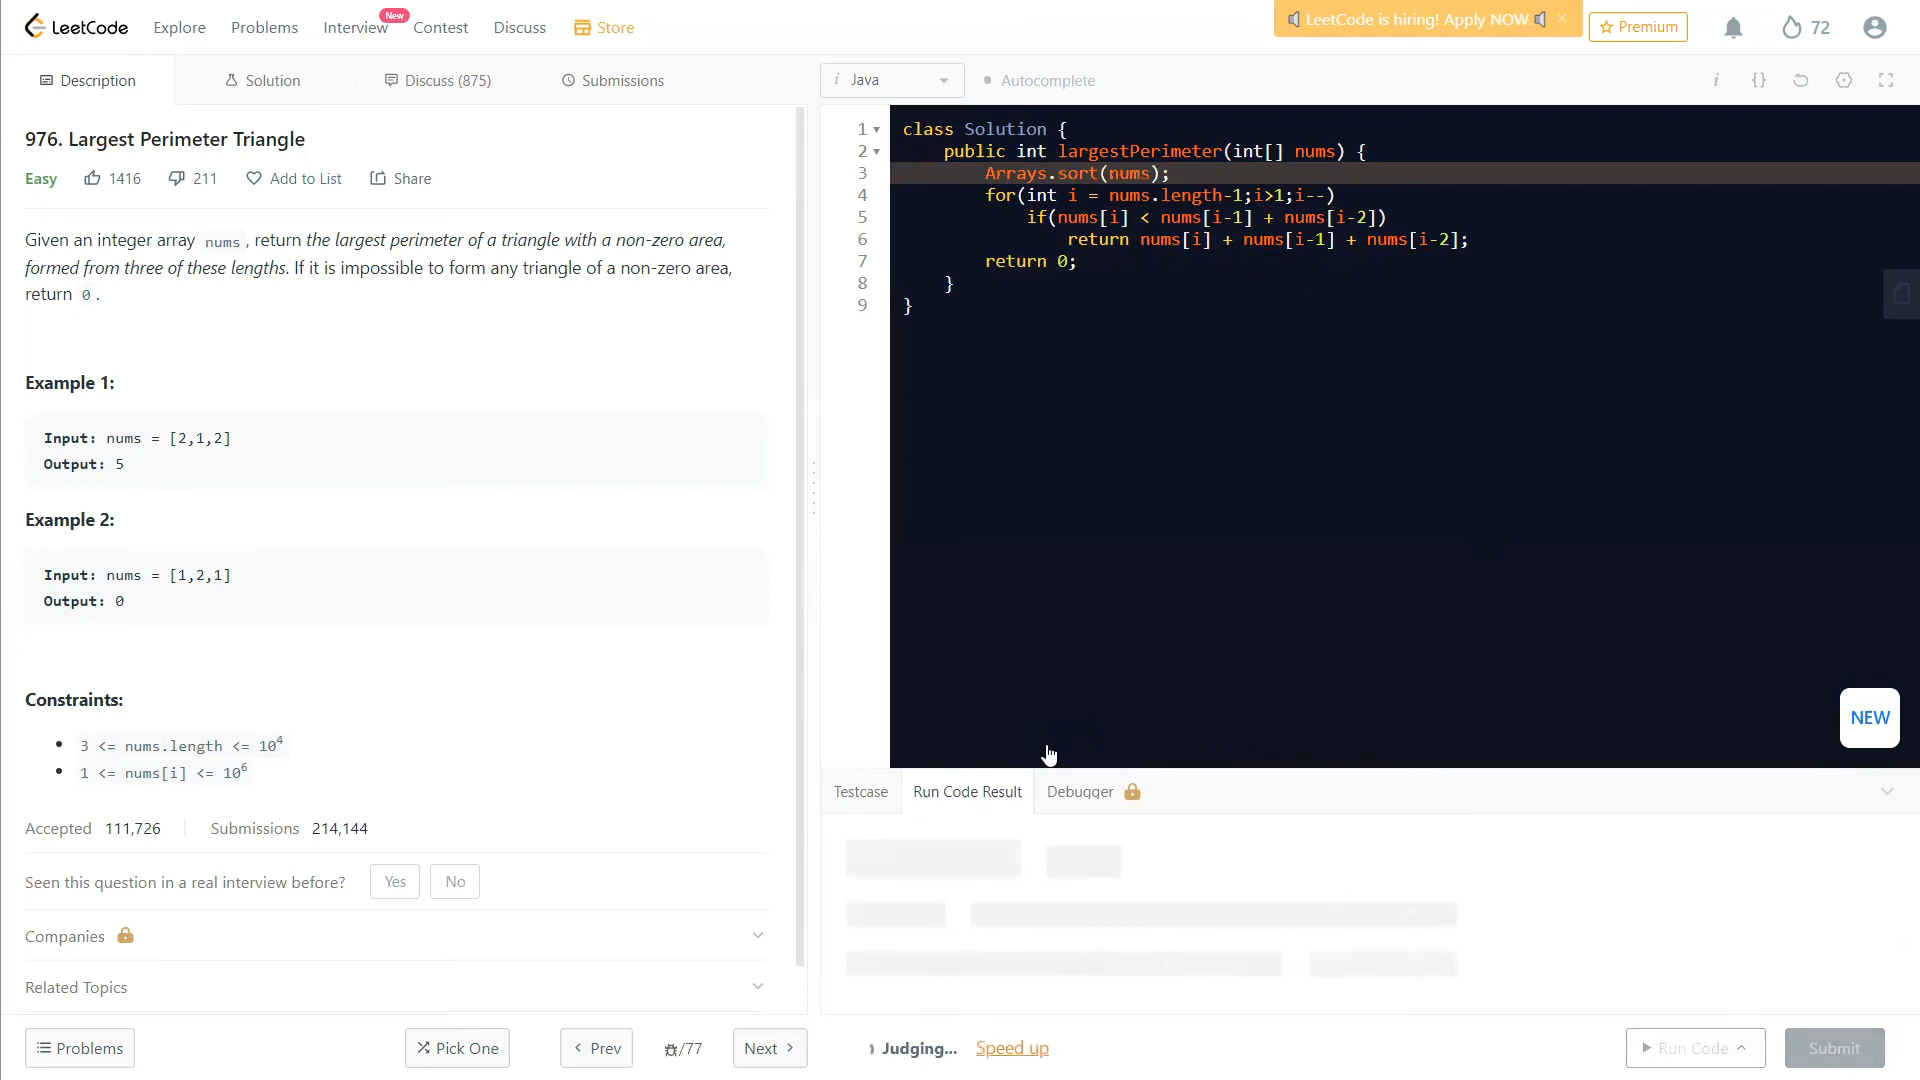 LeetCode
Explore
Problems
Interview
New
Contest
Discuss
Store
LeetCode is hiring! Apply NOW.
Premium
72
Description
Solution
Discuss (875)
Submissions
i Java
Autocomplete
976. Largest Perimeter Triangle
Easy
1416
211
Add to List
Share
Given an integer array nums, return the largest perimeter of a triangle with a non-zero area,
formed from three of these lengths. If it is impossible to form any triangle of a non-zero area,
return 0.
Example 1:
Input: nums = [2,1,2]
Output: 5
Example 2:
Input: nums = [1,2,1]
Output: 0
Constraints:
3 <= nums.length <= 10^4
1 <= nums[i] <= 10^6
Accepted 111,726
Submissions 214,144
Seen this question in a real interview before?
Yes
No
Companies
Related Topics
Problems
Pick One
Prev
/77
Next
1 class Solution {
2 public int largestPerimeter(int[] nums) {
3 Arrays.sort(nums);
4 for(int i = nums.length-1;i>1;i--)
5 if(nums[i] < nums[i-1] + nums[i-2])
6 return nums[i] + nums[i-1] + nums[i-2];
7 return 0;
8 }
9 }
NEW
Testcase
Run Code Result
Debugger
Judging...
Speed up
Run Code
Submit